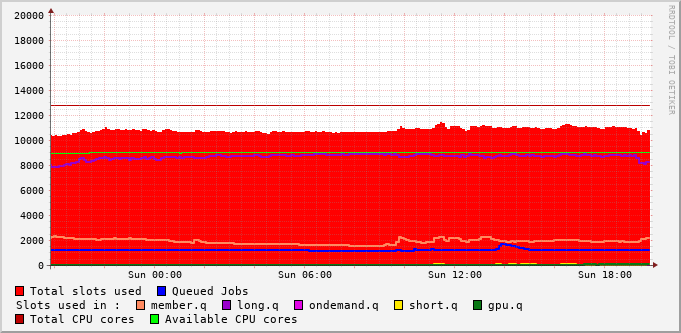 20000
18000
16000
14000
12000
10000
8000
6000
4000
2000
0
Sun 00:00 Sun 06:00 Sun 12:00 Sun 18:00
Total slots used Queued Jobs
Slots used in : member.q long.q ondemand.q short.q gpu.q
Total CPU cores Available CPU cores
RRDTOOL / TOBI OETIKER